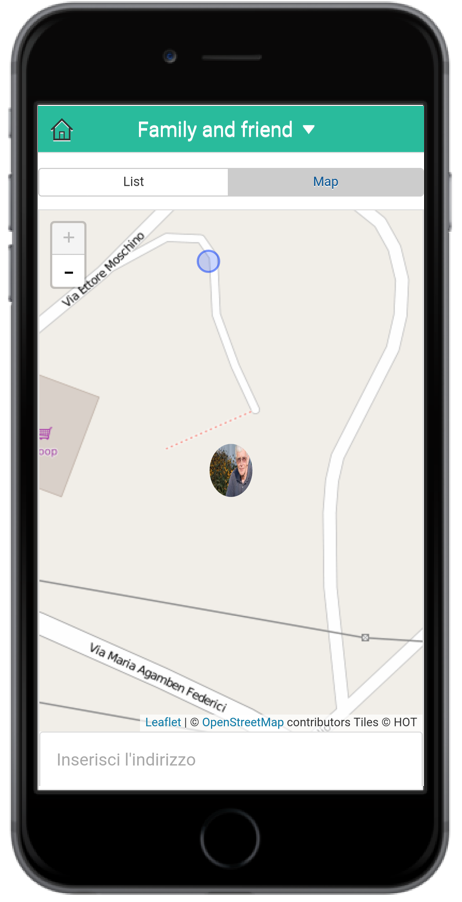 Family and friend
List
Map
+
-
Via Ettore Moschino
oop
Via Maria Agamben Federici
Leaflet | © OpenStreetMap contributors Tiles © HOT
Inserisci l'indirizzo